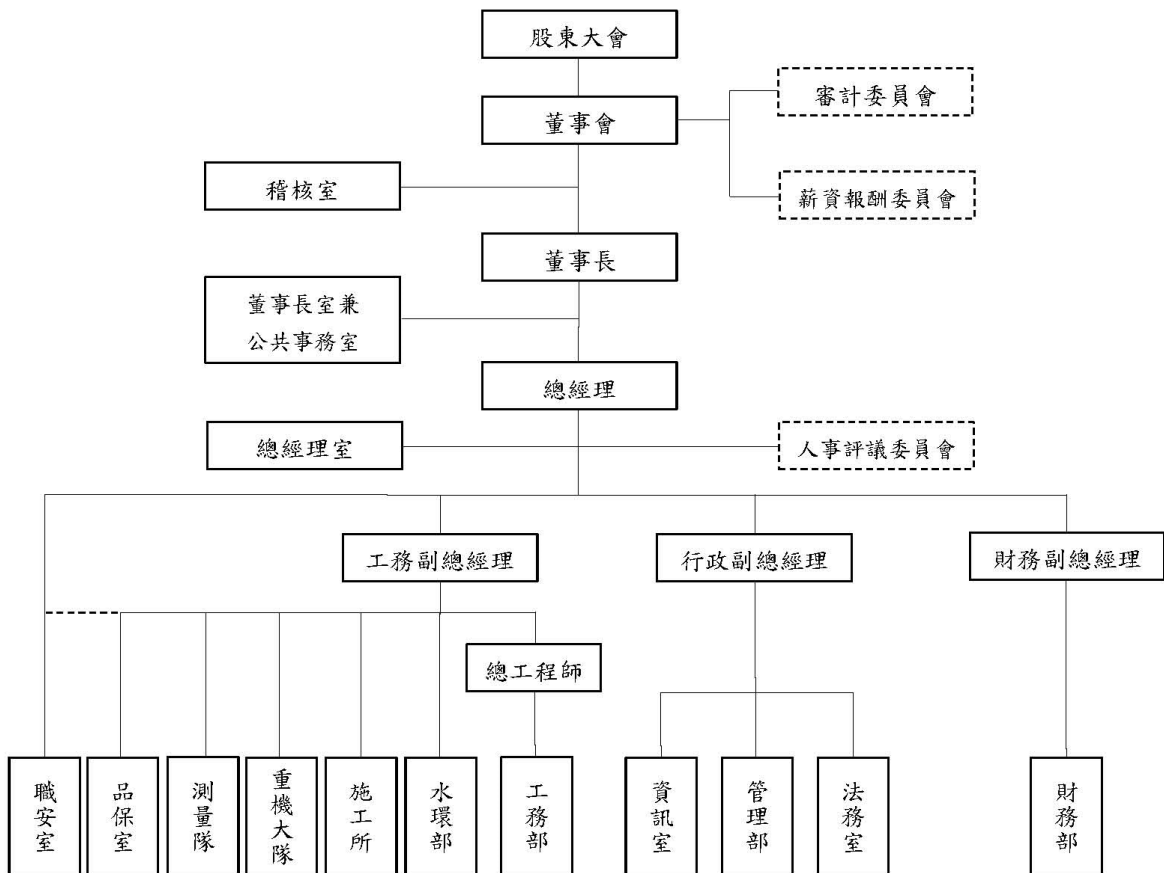 股東大會
董事會
審計委員會
稽核室
薪資報酬委員會
董事長
董事長室兼
公共事務室
總經理
總經理室
人事評議委員會
工務副總經理
行政副總經理
財務副總經理
總工程師
職安室
品保室
測量隊
重機大隊
施工所
水環部
工務部
資訊室
管理部
法務室
財務部